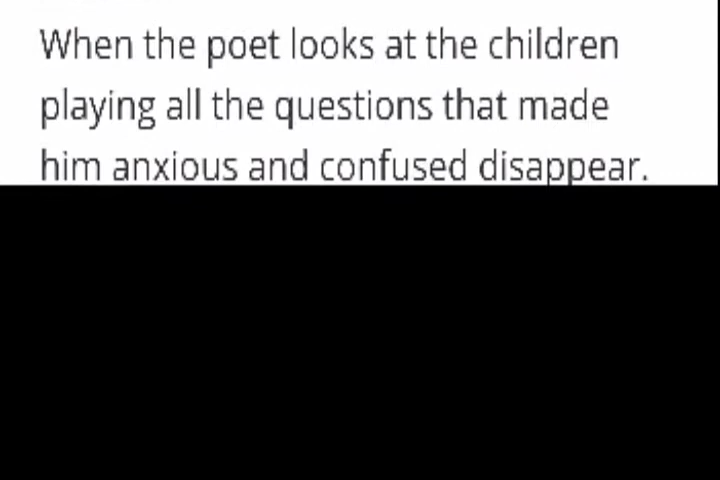 When the poet looks at the children
playing all the questions that made
him anxious and confused disappear.